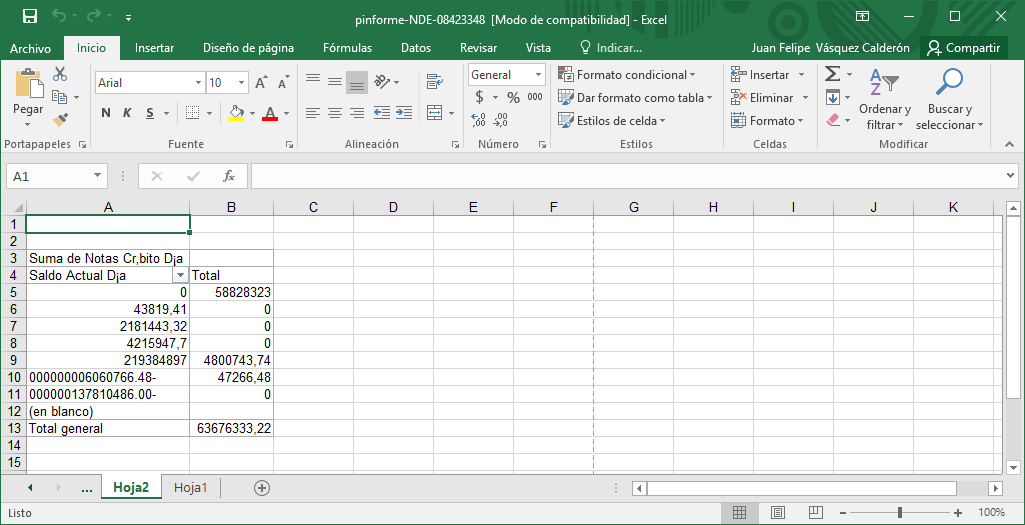 pinforme-NDE-08423348 [Modo de compatibilidad] - Excel
Archivo Inicio Insertar Diseño de página Fórmulas Datos Revisar Vista Indicar... Juan Felipe Vásquez Calderón Compartir
Pegar
Portapapeles
Arial 10 A A
N K S A
Fuente
Alineación
General
$ % 000
,00 ,0
Número
Formato condicional
Dar formato como tabla
Estilos de celda
Estilos
Insertar
Eliminar
Formato
Celdas
Σ
Ordenar y filtrar
Buscar y seleccionar
Modificar
A1 fx
A B C D E F G H I J K
1
2
3 Suma de Notas Cr,bito D¡a
4 Saldo Actual D¡a Total
5 0 58828323
6 43819,41 0
7 2181443,32 0
8 4215947,7 0
9 219384897 4800743,74
10 000000006060766.48- 47266,48
11 000000137810486.00- 0
12 (en blanco)
13 Total general 63676333,22
14
15
... Hoja2 Hoja1
Listo 100%